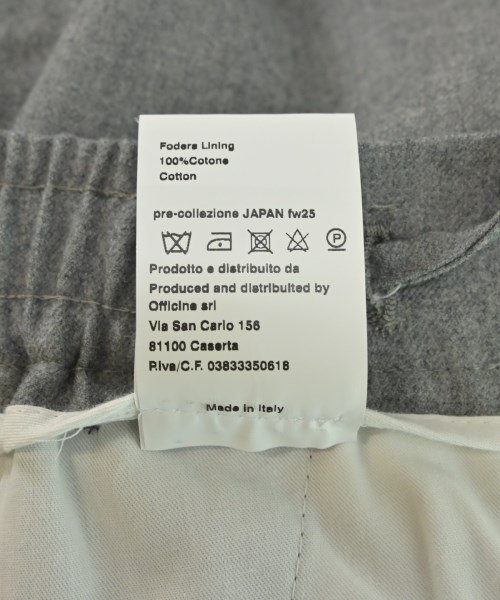 Fodera Lining
100%Cotone
Cotton
pre-collezione JAPAN fw25
P
Prodotto e distribuito da
Produced and distribuited by
Officine srl
Via San Carlo 156
81100 Caserta
P.iva/C.F. 03833350618
Made in Italy